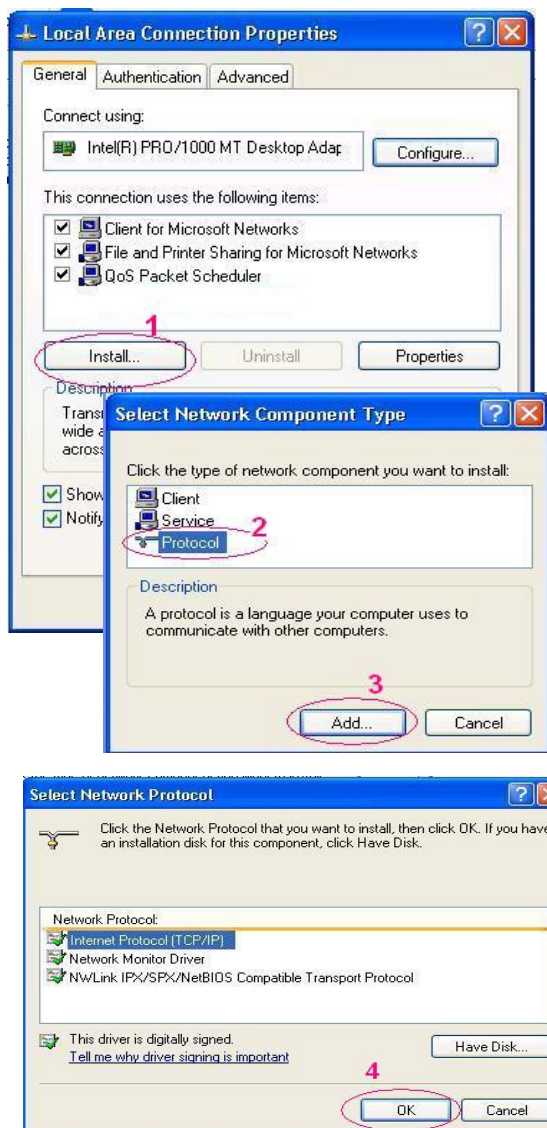 Local Area Connection Properties
General Authentication Advanced
Connect using:
Intel(R) PRO/1000 MT Desktop Adap
Configure...
This connection uses the following items:
Client for Microsoft Networks
File and Printer Sharing for Microsoft Networks
QoS Packet Scheduler
1
Install... Uninstall Properties
Description
wide a
across
Show
Notify
Select Network Component Type
Click the type of network component you want to install:
Client
Service
2
Protocol
Description
A protocol is a language your computer uses to
communicate with other computers.
3
Add... Cancel
Select Network Protocol
Click the Network Protocol that you want to install, then click OK. If you have
an installation disk for this component, click Have Disk.
Network Protocol:
Internet Protocol (TCP/IP)
Network Monitor Driver
NWLink IPX/SPX/NetBIOS Compatible Transport Protocol
This driver is digitally signed.
Tell me why driver signing is important
Have Disk...
4
OK Cancel